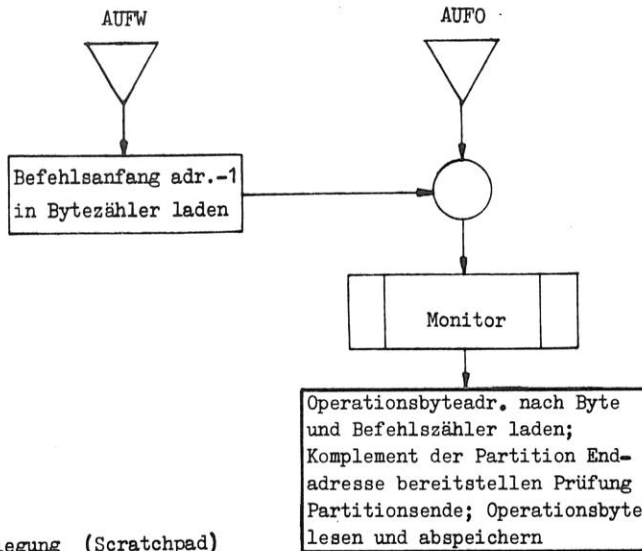 AUFW
AUFO
Befehlsanfang adr.-1
in Bytezähler laden
Monitor
Operationsbyteadr. nach Byte
und Befehlszähler laden;
Komplement der Partition End-
adresse bereitstellen Prüfung
Partitionsende; Operationsbyte
lesen und abspeichern
legung (Scratchpad)